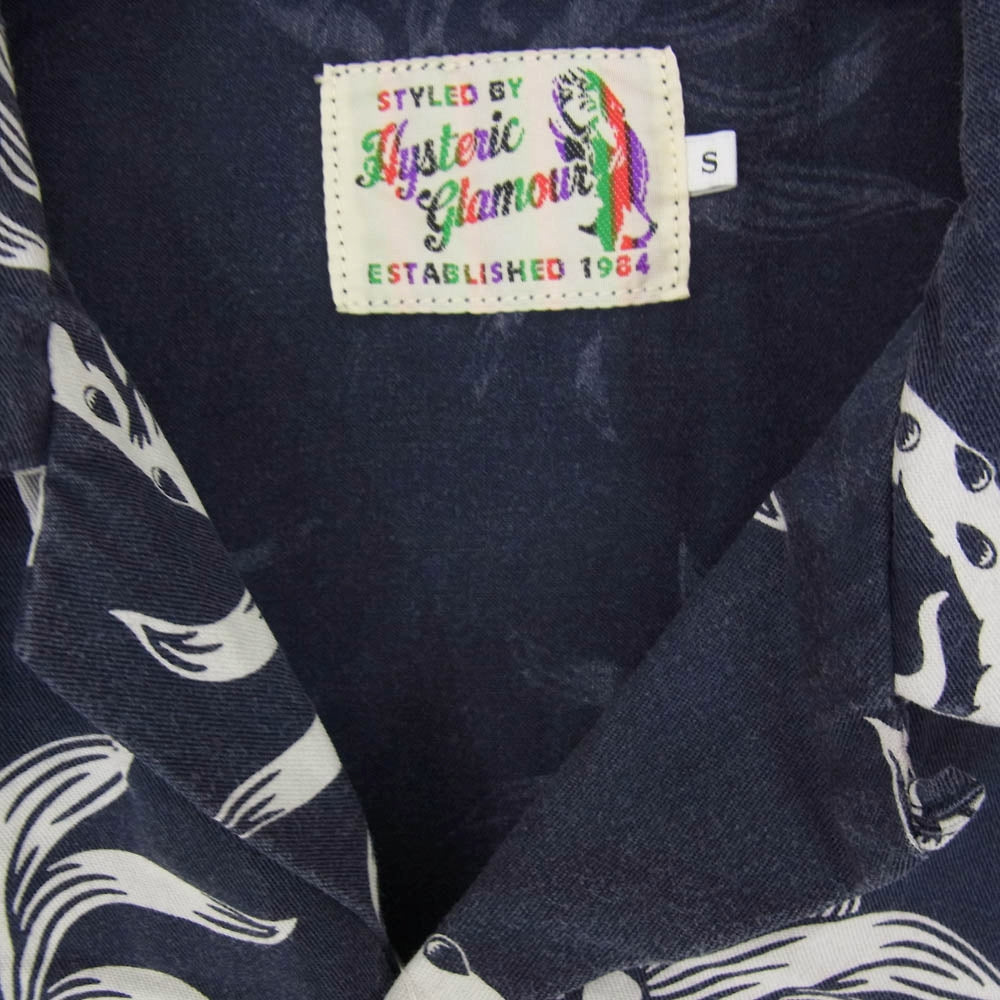 STYLED BY
Hysteric
Glamour
ESTABLISHED 1984
S